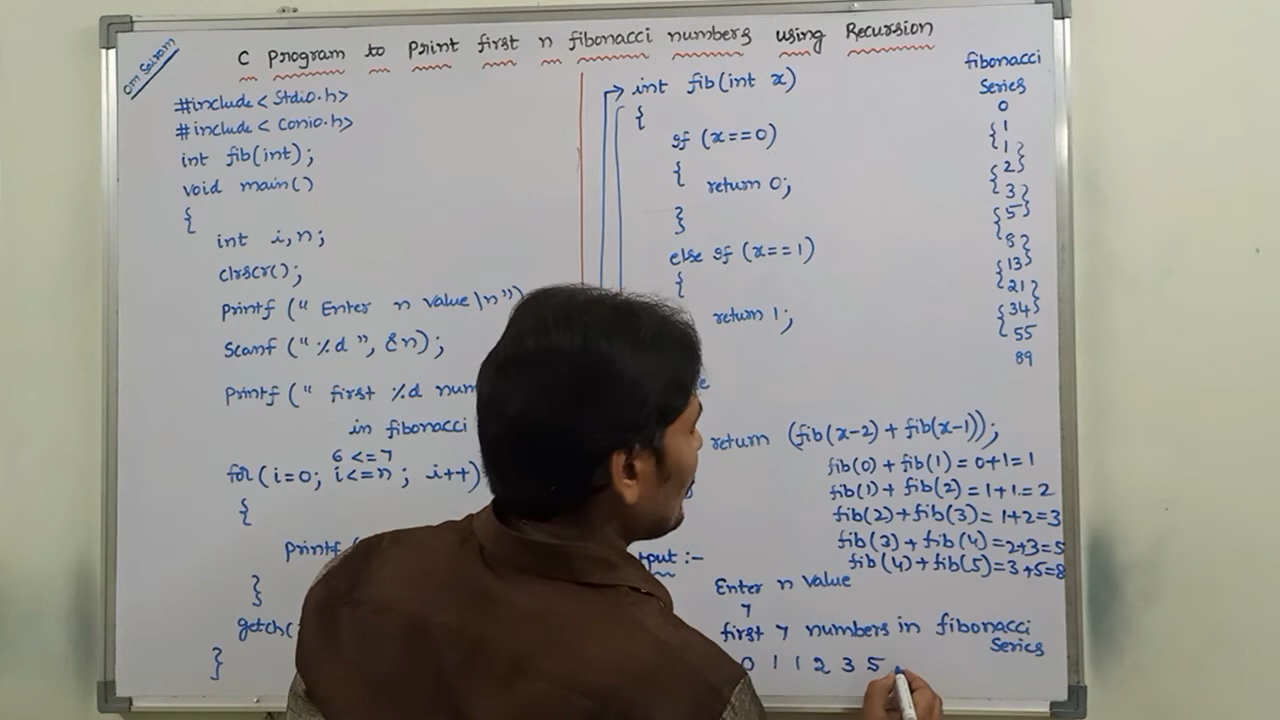 om Sairam
C Program to Print first n fibonacci numbers using Recursion
#include< Stdio.h>
#include< Conio.h>
int fib(int);
void main()
{
int i,n;
clrscr();
Printf (" Enter n value \n")
Scanf (" %d ", &n);
Printf (" first %d num
in fibonacci
6 <=7
for(i=0; i<=n ; i++)
{
Printf (
}
getch(
}
int fib(int x)
{
if (x==0)
{
return 0;
}
else if (x==1)
{
return 1;
return (fib(x-2) + fib(x-1));
fib(0) + fib(1) = 0+1=1
fib(1) + fib(2) = 1+1=2
fib(2)+fib(3)= 1+2=3
fib(3) + fib(4)=2+3=5
fib(4)+fib(5)=3+5=8
put :-
Enter n value
7
first 7 numbers in fibonacci
Series
0 1 1 2 3 5
fibonacci
Series
0
1
1
2
3
5
8
13
21
34
55
89